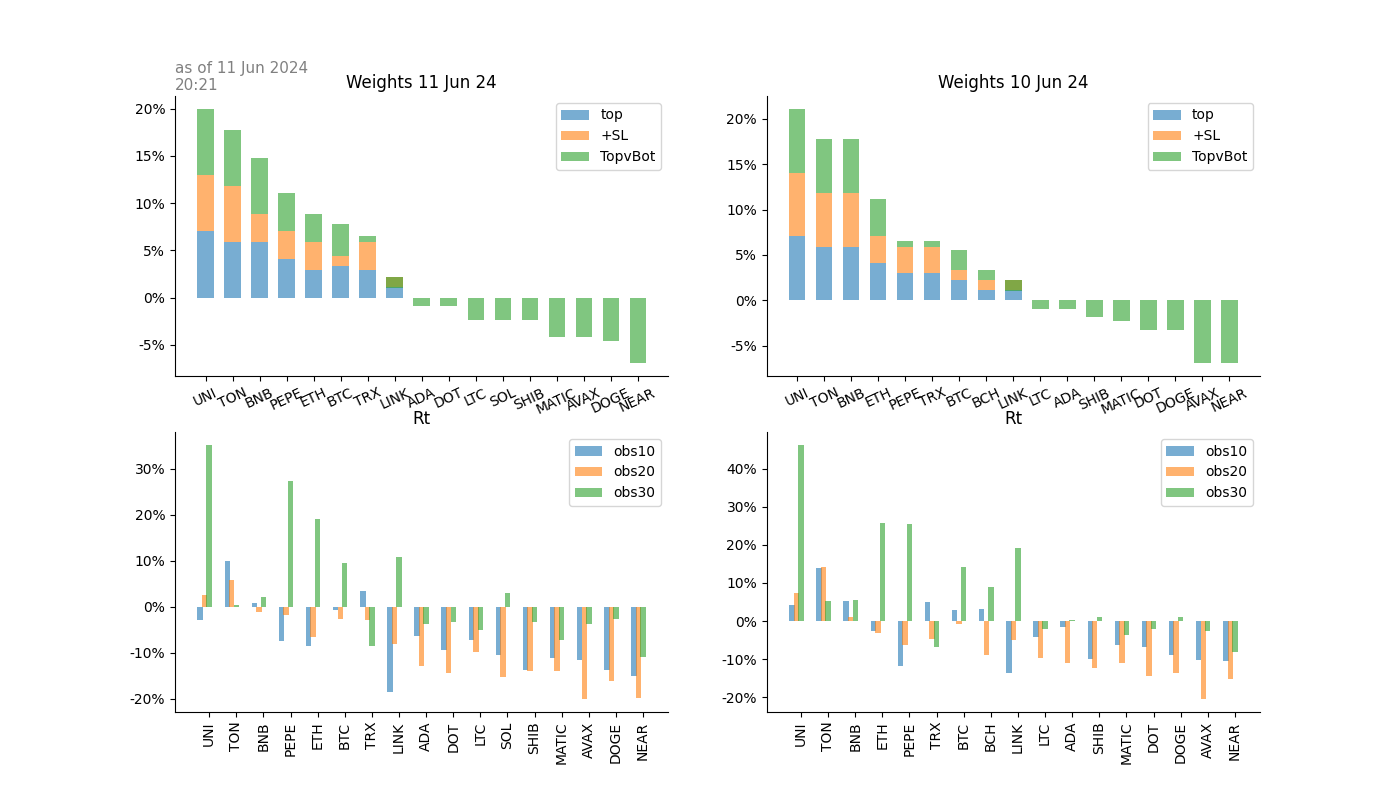 as of 11 Jun 2024
20:21
Weights 11 Jun 24
20%
15%
10%
5%
0%
-5%
top
+SL
TopvBot
UNI TON BNB PEPE ETH BTC TRX LINK ADA DOT LTC SOL SHIB MATIC AVAX DOGE NEAR
Weights 10 Jun 24
20%
15%
10%
5%
0%
-5%
top
+SL
TopvBot
UNI TON BNB ETH PEPE TRX BTC BCH LINK LTC ADA SHIB MATIC DOT DOGE AVAX NEAR
Rt
30%
20%
10%
0%
-10%
-20%
obs10
obs20
obs30
UNI TON BNB PEPE ETH BTC TRX LINK ADA DOT LTC SOL SHIB MATIC AVAX DOGE NEAR
Rt
40%
30%
20%
10%
0%
-10%
-20%
obs10
obs20
obs30
UNI TON BNB ETH PEPE TRX BTC BCH LINK LTC ADA SHIB MATIC DOT DOGE AVAX NEAR